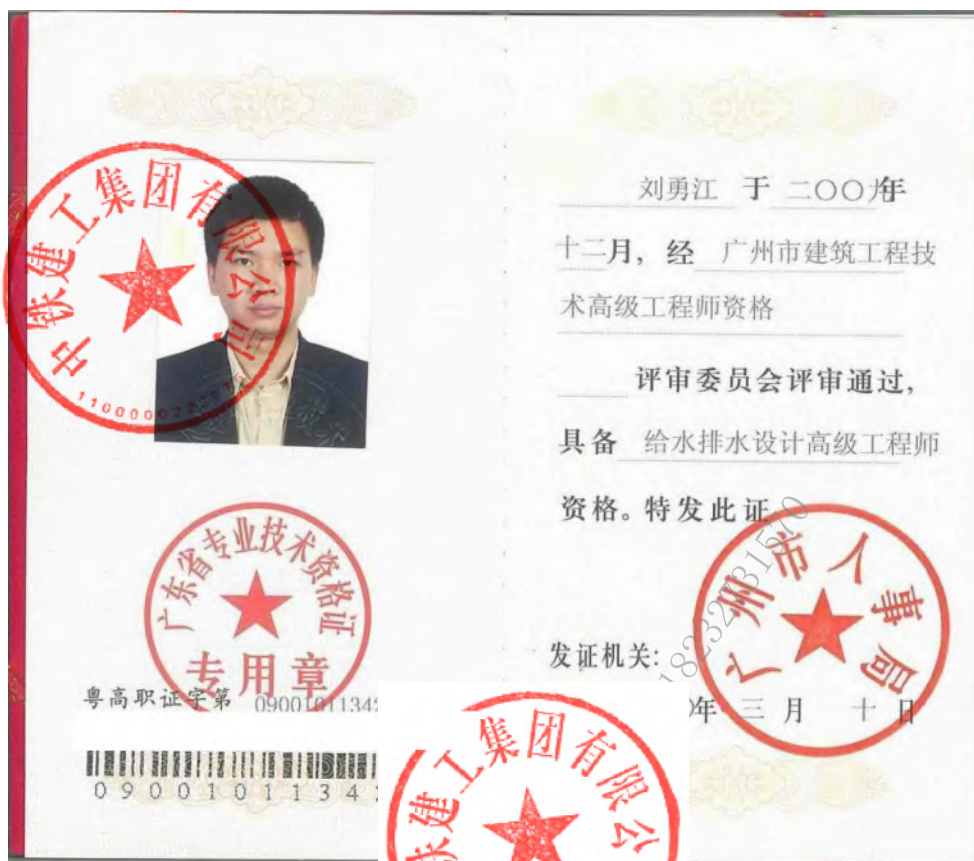 中铁建工集团有限公司
广东省专业技术资格证
专用章
粤高职证字第 0900101134
0900101134
刘勇江 于 二〇〇九年
十二月，经 广州市建筑工程技
术高级工程师资格
评审委员会评审通过，
具备 给水排水设计高级工程师
资格。特发此证
18232731570
广州市人事局
发证机关：
年 三 月 十 日
铁建工集团有限公